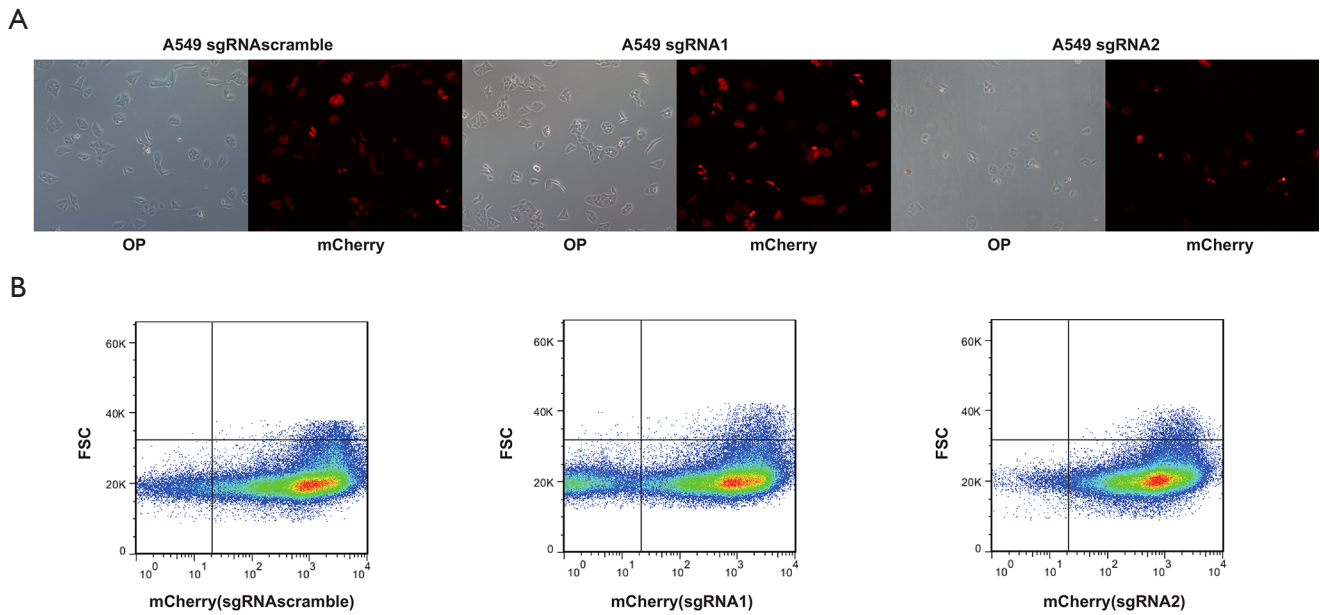 A
A549 sgRNAscramble A549 sgRNA1 A549 sgRNA2
OP mCherry OP mCherry OP mCherry
B
60K 60K 60K
40K 40K 40K
20K 20K 20K
0 0 0
FSC FSC FSC
10^0 10^1 10^2 10^3 10^4 10^0 10^1 10^2 10^3 10^4 10^0 10^1 10^2 10^3 10^4
mCherry(sgRNAscramble) mCherry(sgRNA1) mCherry(sgRNA2)